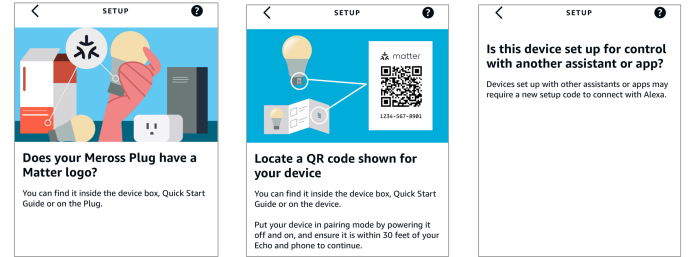 SETUP
?
Does your Meross Plug have a
Matter logo?
You can find it inside the device box, Quick Start
Guide or on the Plug.
SETUP
?
matter
1234-567-8901
Locate a QR code shown for
your device
You can find it inside the device box, Quick Start
Guide or on the device.
Put your device in pairing mode by powering it
off and on, and ensure it is within 30 feet of your
Echo and phone to continue.
SETUP
?
Is this device set up for control
with another assistant or app?
Devices set up with other assistants or apps may
require a new setup code to connect with Alexa.